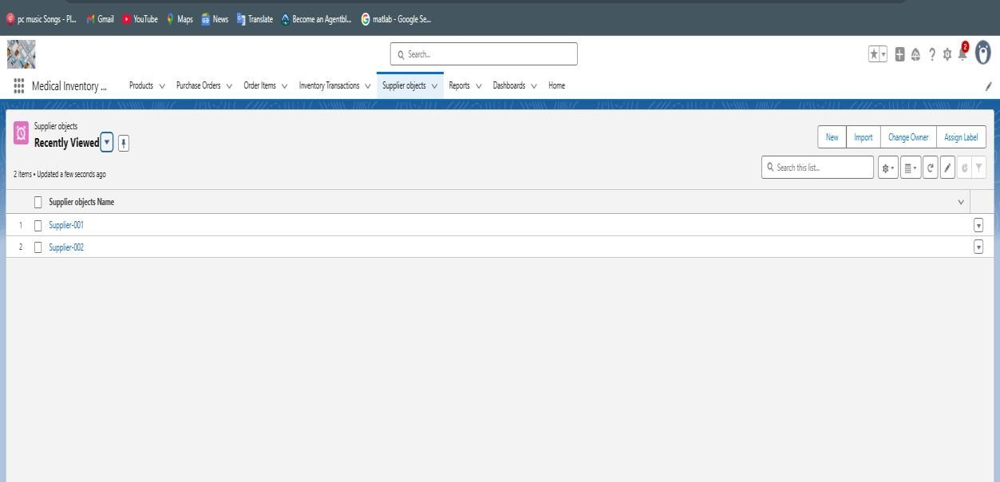 pc music Songs - Pl... Gmail YouTube Maps News Translate Become an Agentbl... matlab - Google Se...
Search...
2
Medical Inventory ... Products Purchase Orders Order Items Inventory Transactions Supplier objects Reports Dashboards Home
Supplier objects
Recently Viewed
New Import Change Owner Assign Label
2 items • Updated a few seconds ago
Search this list...
Supplier objects Name
1 Supplier-001
2 Supplier-002